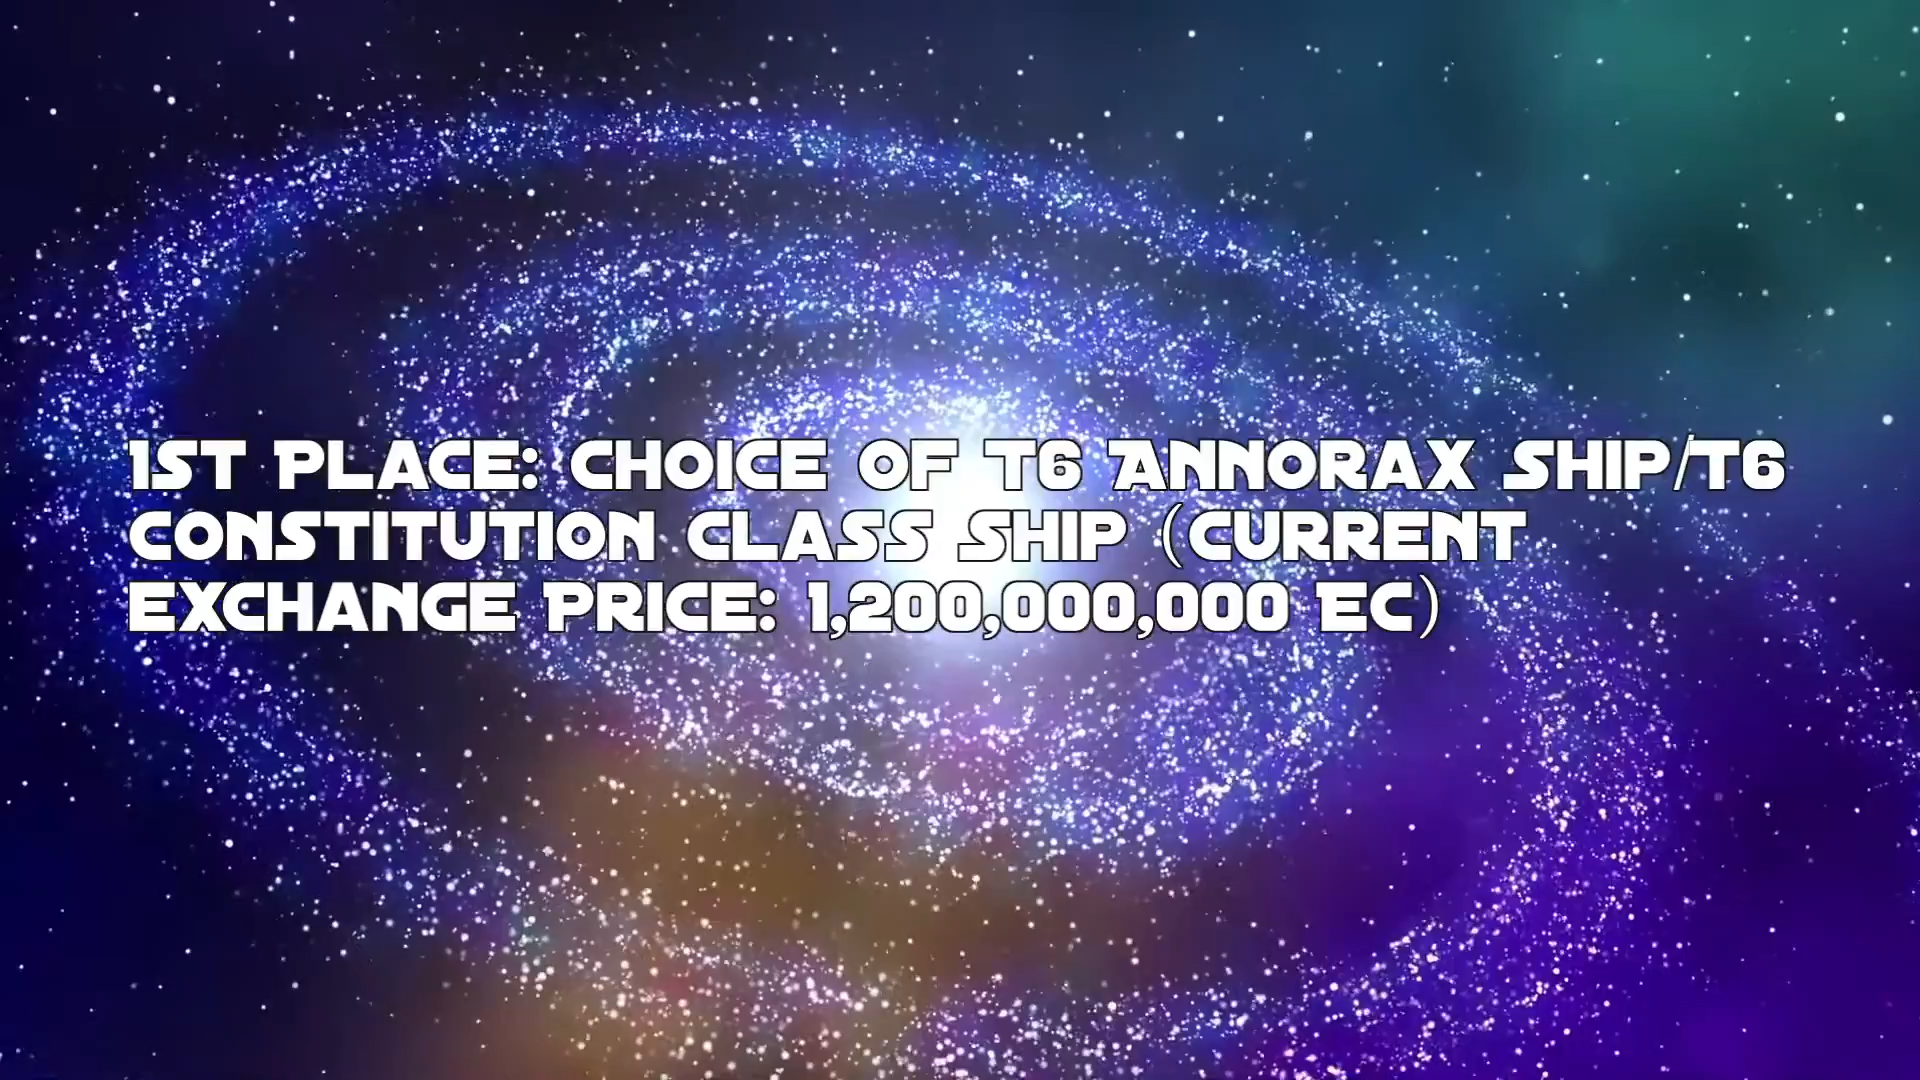 1st Place: Choice of T6 Annorax Ship/T6
Constitution Class Ship (Current
Exchange Price: 1,200,000,000 EC)